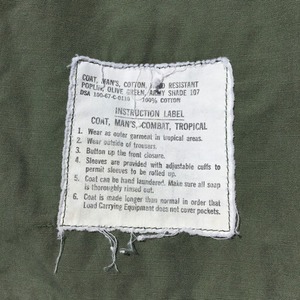 COAT, MAN'S, COTTON, WIND RESISTANT
POPLIN, OLIVE GREEN, ARMY SHADE 107
DSA 100-67-C-0110 100% COTTON
INSTRUCTION LABEL
COAT, MAN'S, COMBAT, TROPICAL
1. Wear as outer garment in tropical areas.
2. Wear outside of trousers.
3. Button up the front closure.
4. Sleeves are provided with adjustable cuffs to
permit sleeves to be rolled up.
5. Coat can be hand laundered. Make sure all soap
is thoroughly rinsed out.
6. Coat is made longer than normal in order that
Load Carrying Equipment does not cover pockets.